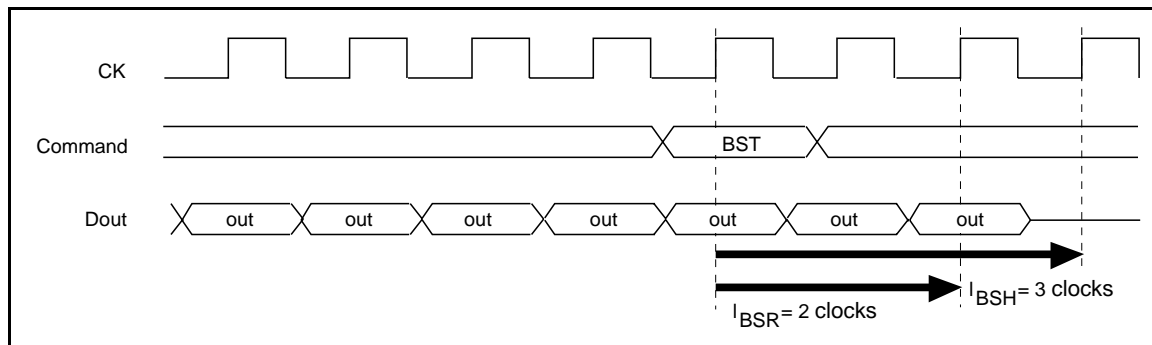 CK
Command
BST
Dout
out out out out out out out
lBSH= 3 clocks
lBSR= 2 clocks